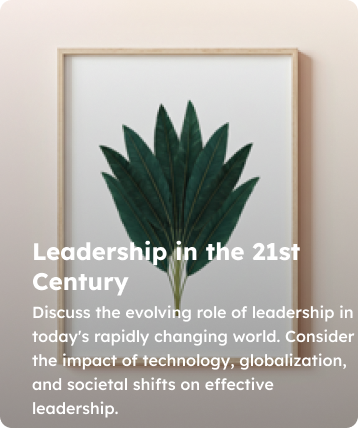 Leadership in the 21st
Century
Discuss the evolving role of leadership in
today's rapidly changing world. Consider
the impact of technology, globalization,
and societal shifts on effective
leadership.